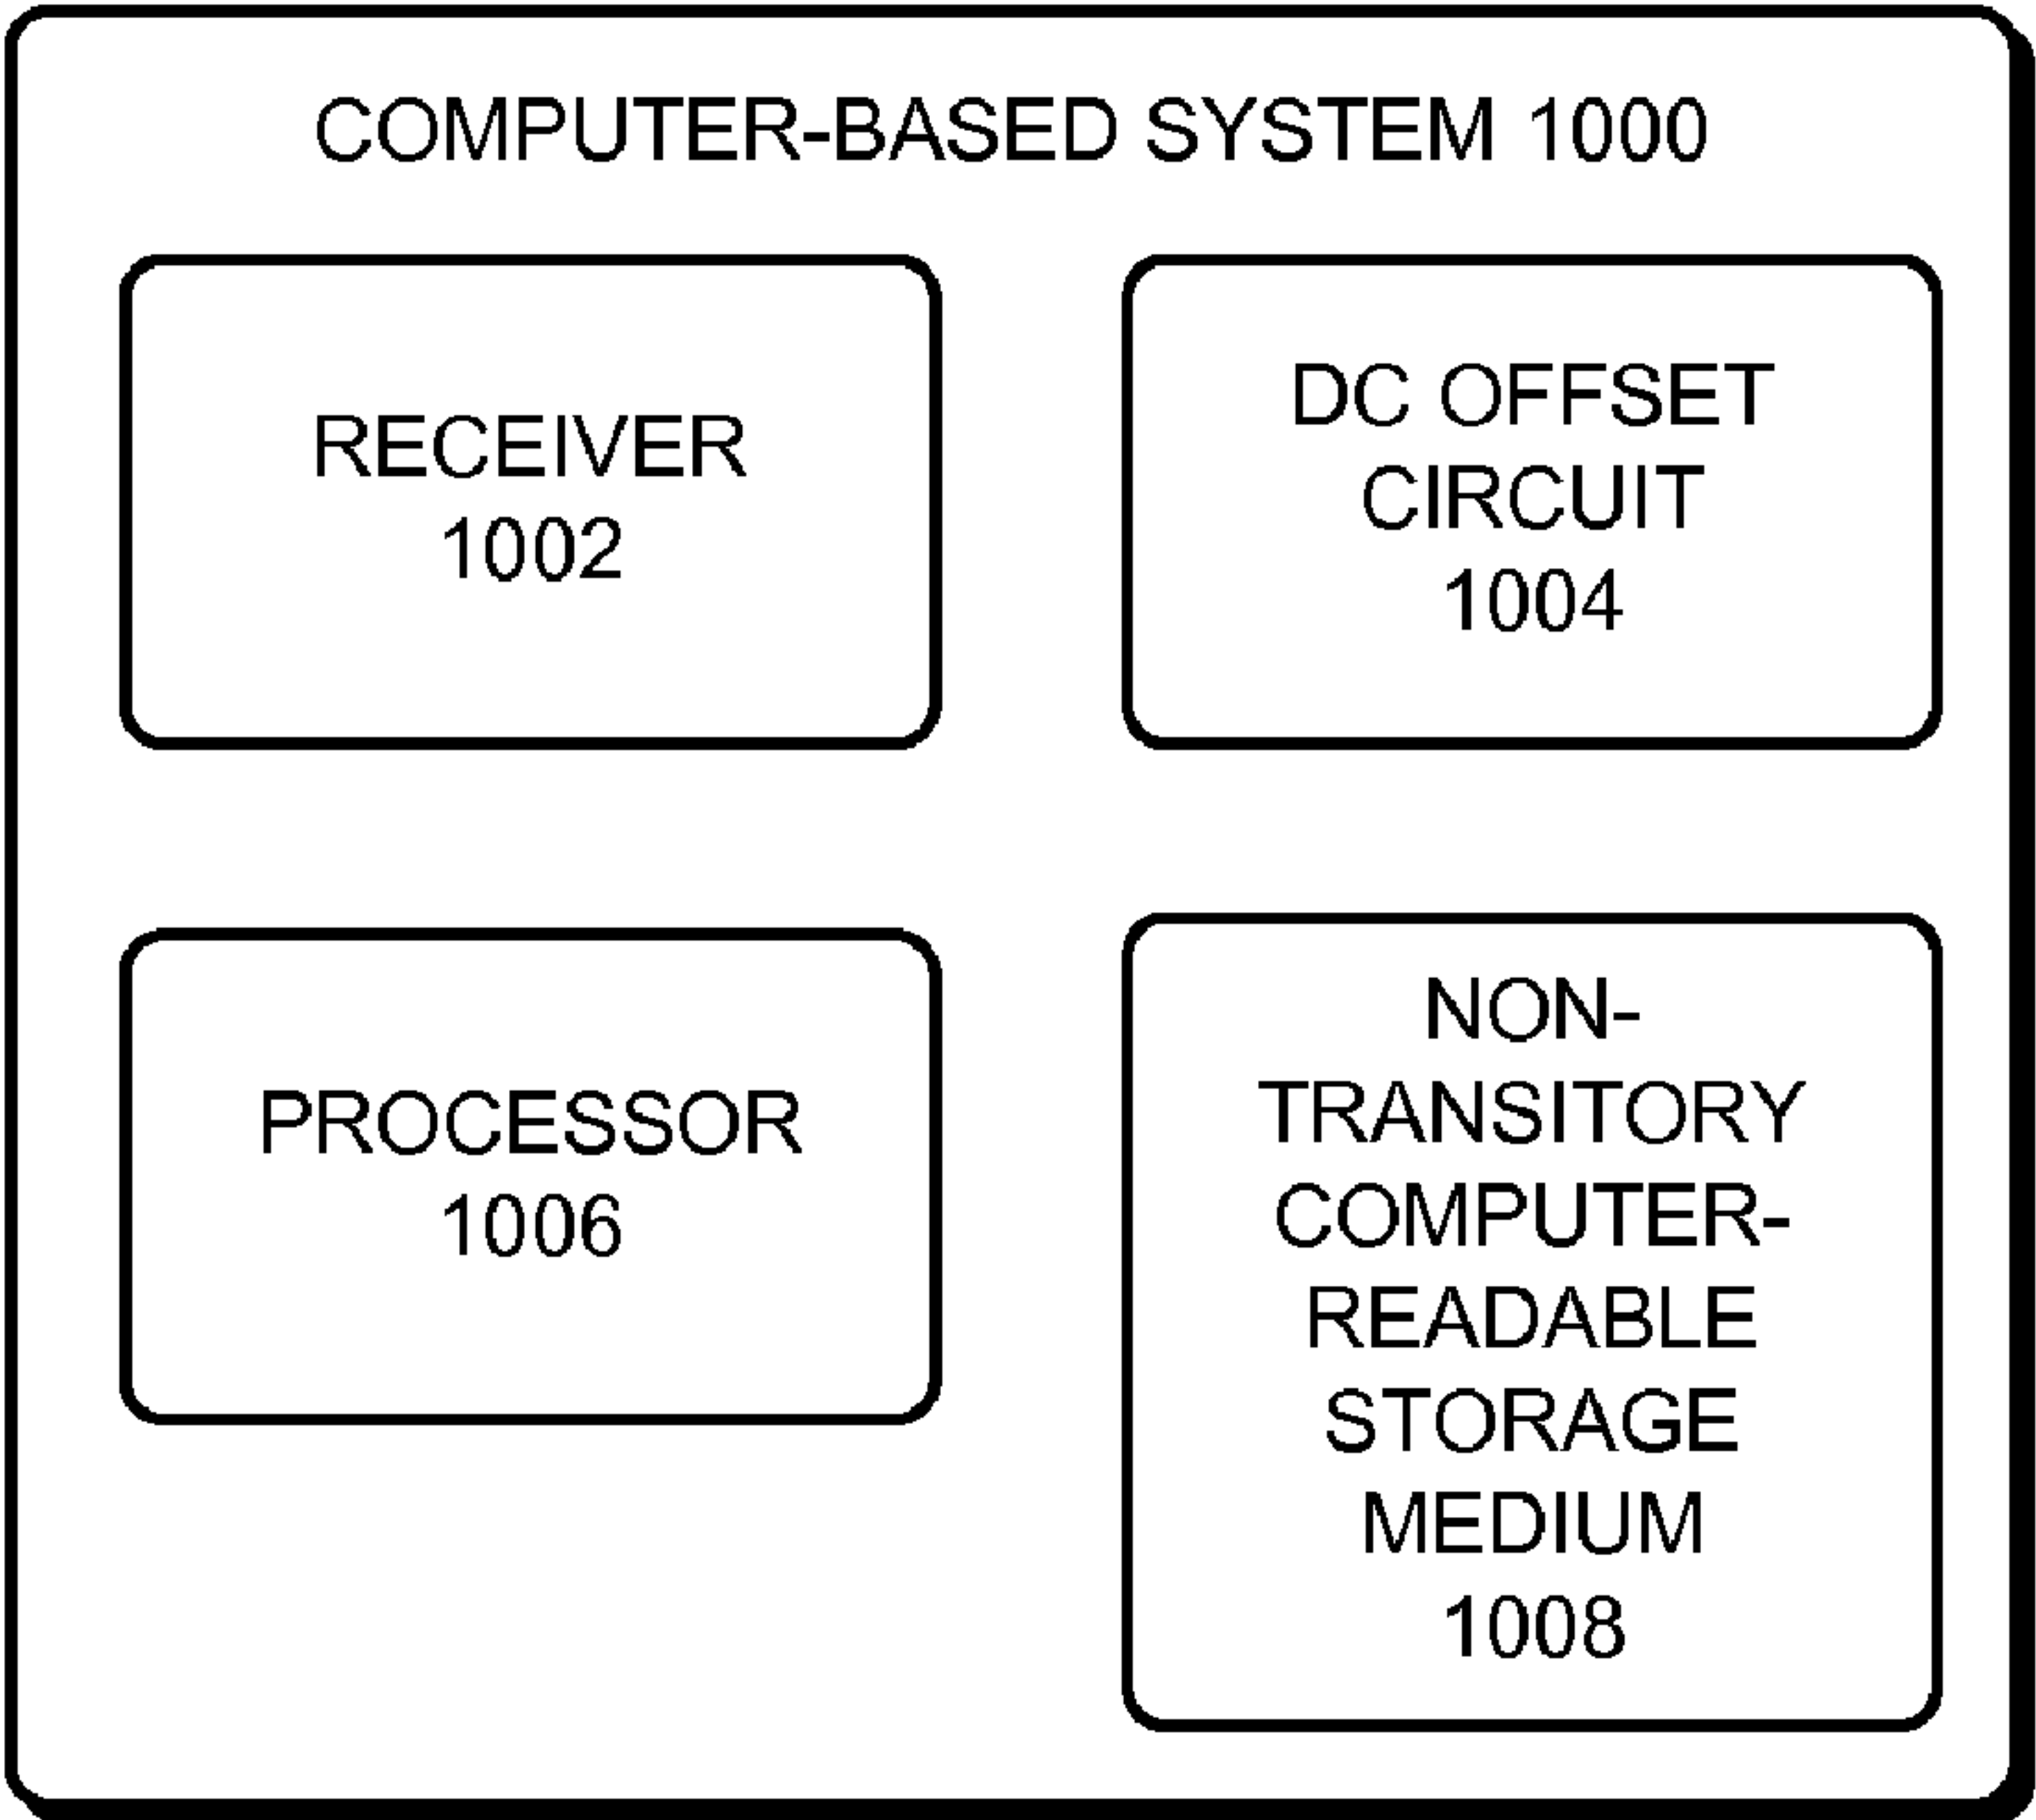 COMPUTER-BASED SYSTEM 1000
RECEIVER
1002
DC OFFSET
CIRCUIT
1004
PROCESSOR
1006
NON-
TRANSITORY
COMPUTER-
READABLE
STORAGE
MEDIUM
1008